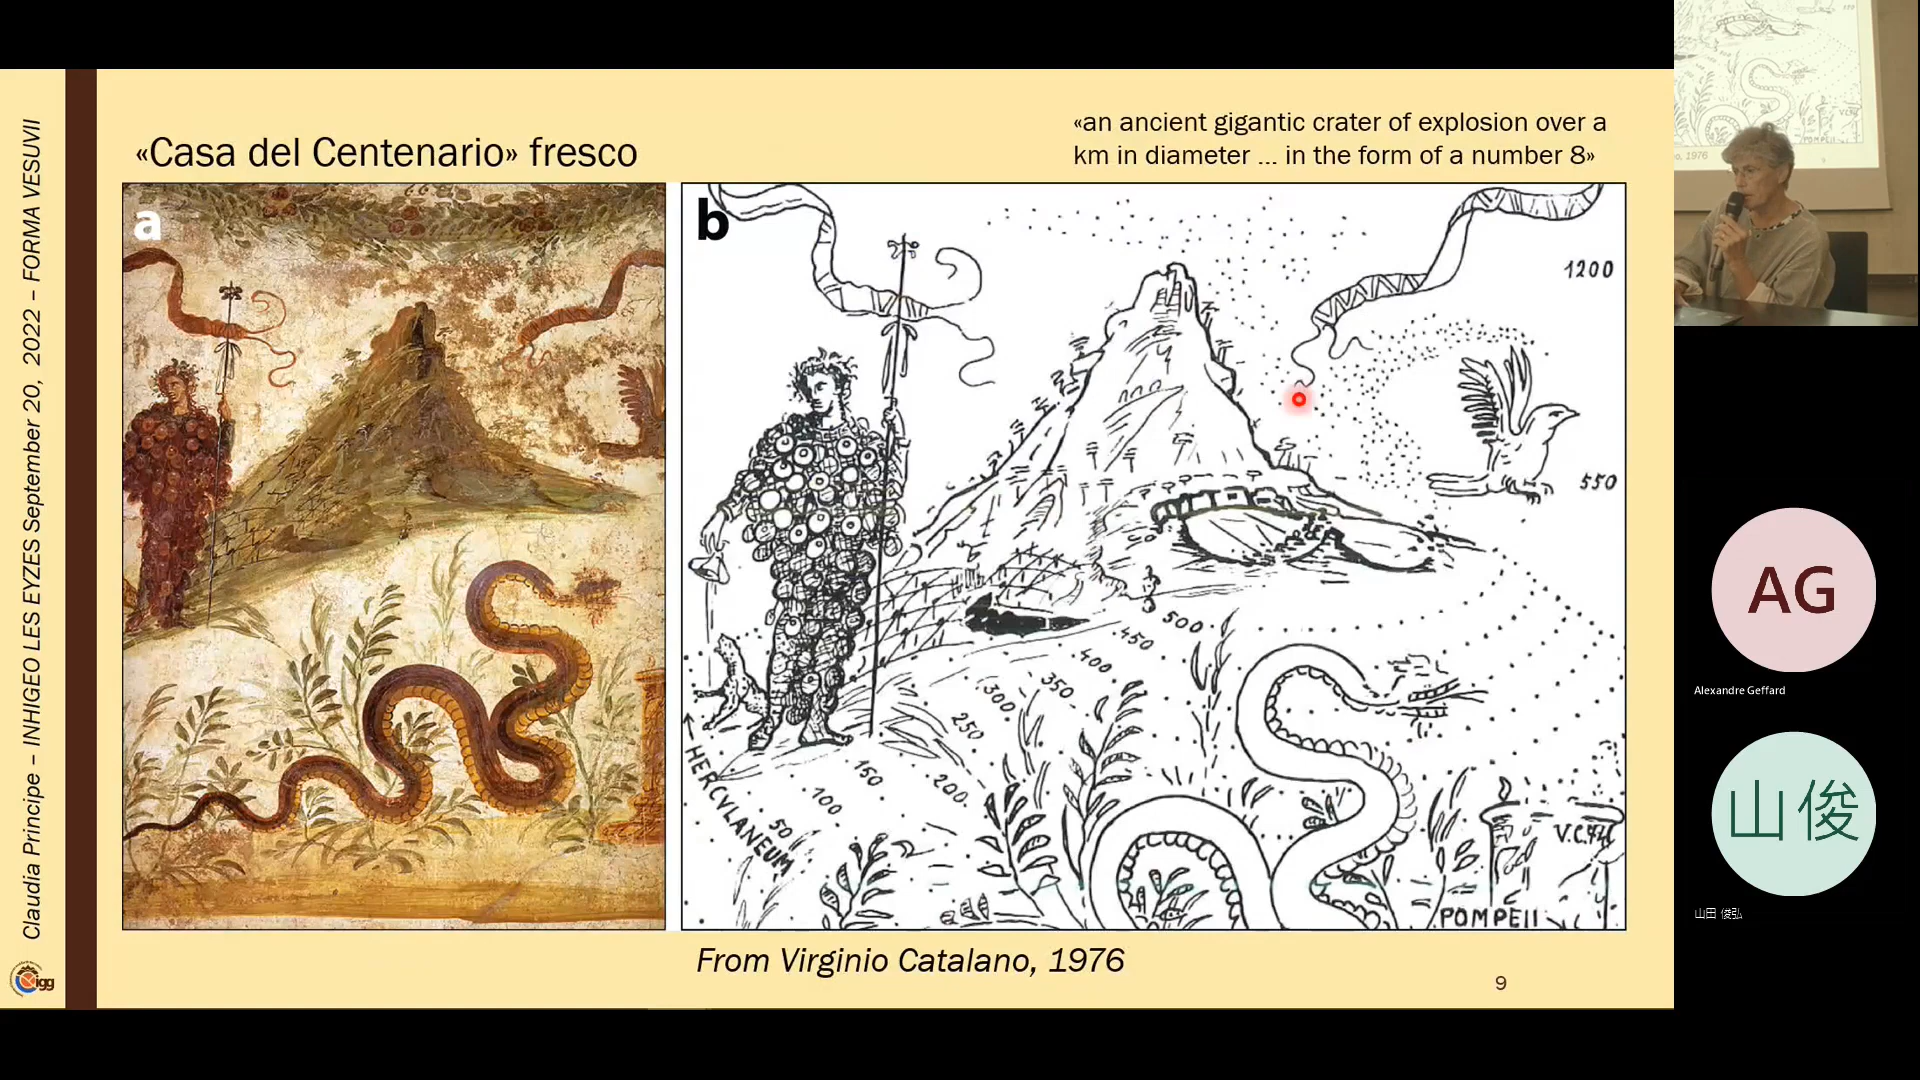 Claudia Principe – INHIGEO LES EYZES September 20, 2022 – FORMA VESUVII
igg
«Casa del Centenario» fresco
«an ancient gigantic crater of explosion over a
km in diameter ... in the form of a number 8»
a
b
1200
550
500
450
400
350
300
250
200
150
100
50
HERCVLANEUM
POMPEII
From Virginio Catalano, 1976
9
AG
Alexandre Geffard
山俊
山田 俊弘